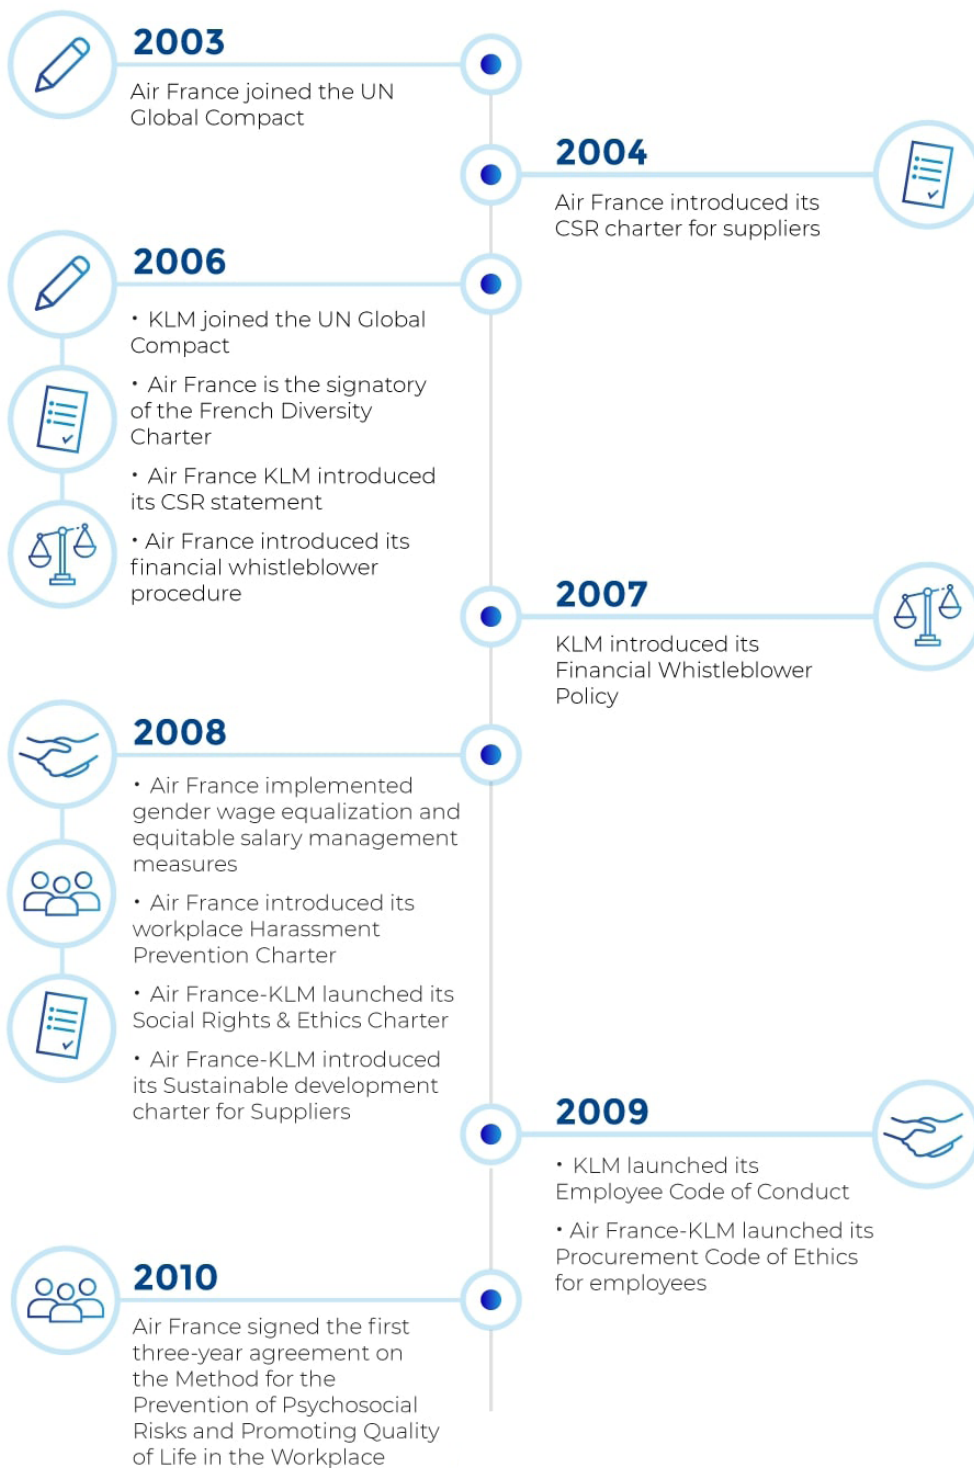 2003
Air France joined the UN
Global Compact
2004
Air France introduced its
CSR charter for suppliers
2006
• KLM joined the UN Global
Compact
• Air France is the signatory
of the French Diversity
Charter
• Air France KLM introduced
its CSR statement
• Air France introduced its
financial whistleblower
procedure
2007
KLM introduced its
Financial Whistleblower
Policy
2008
• Air France implemented
gender wage equalization and
equitable salary management
measures
• Air France introduced its
workplace Harassment
Prevention Charter
• Air France-KLM launched its
Social Rights & Ethics Charter
• Air France-KLM introduced
its Sustainable development
charter for Suppliers
2009
• KLM launched its
Employee Code of Conduct
• Air France-KLM launched its
Procurement Code of Ethics
for employees
2010
Air France signed the first
three-year agreement on
the Method for the
Prevention of Psychosocial
Risks and Promoting Quality
of Life in the Workplace